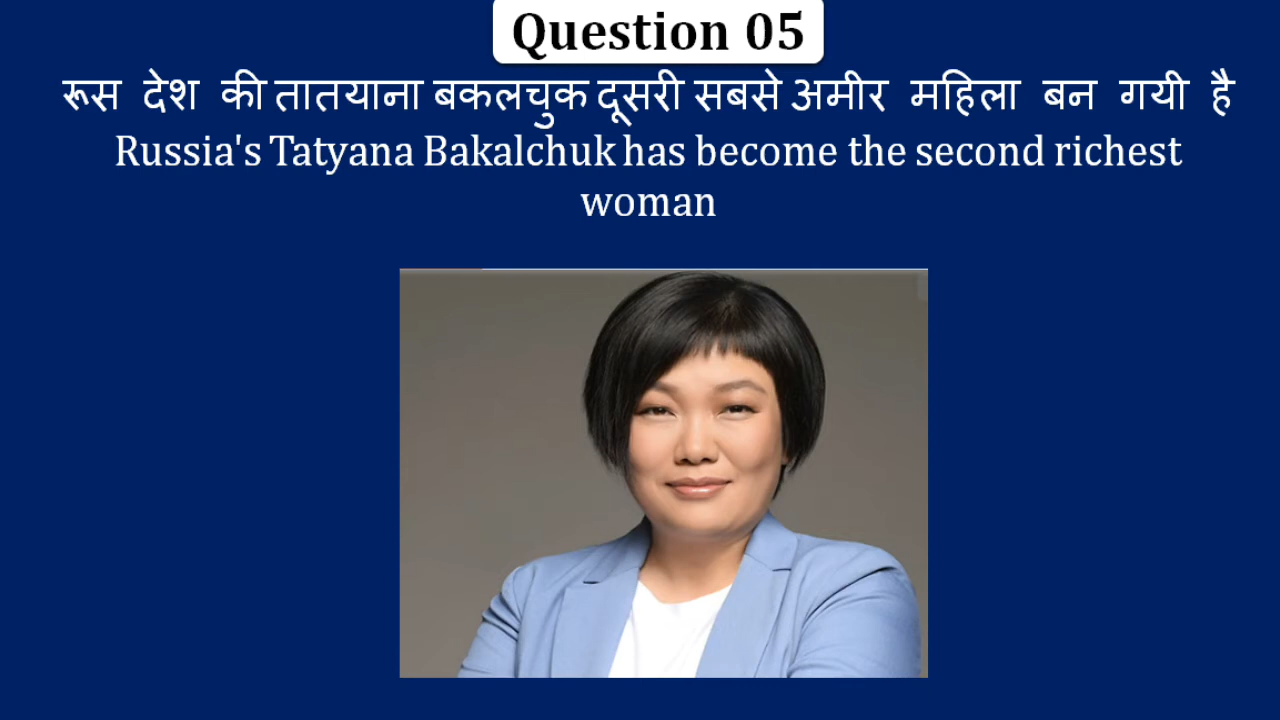 Question 05
रूस देश की तातयाना बकलचुक दूसरी सबसे अमीर महिला बन गयी है
Russia's Tatyana Bakalchuk has become the second richest
woman